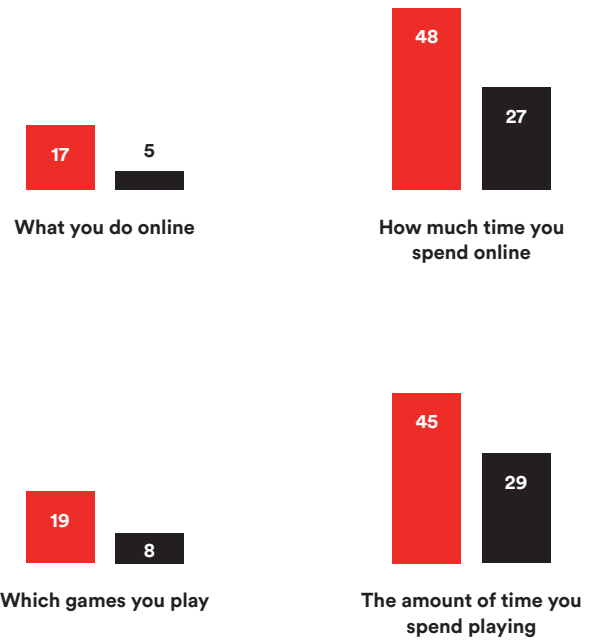 48
27
17
5
What you do online
How much time you
spend online
45
29
19
8
Which games you play
The amount of time you
spend playing